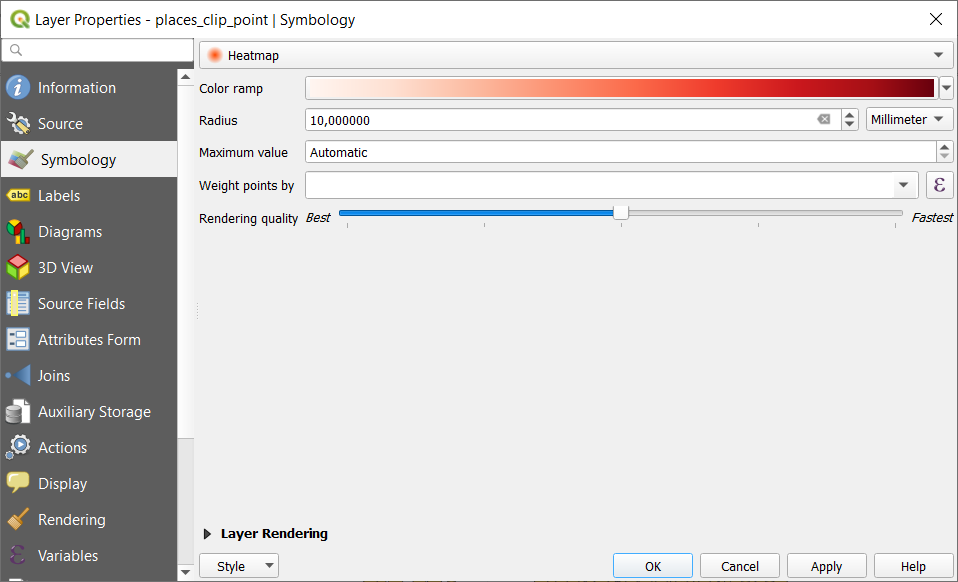 Layer Properties - places_clip_point | Symbology
Information
Source
Symbology
Labels
Diagrams
3D View
Source Fields
Attributes Form
Joins
Auxiliary Storage
Actions
Display
Rendering
Variables
Heatmap
Color ramp
Radius 10,000000 Millimeter
Maximum value Automatic
Weight points by ε
Rendering quality Best Fastest
Layer Rendering
Style OK Cancel Apply Help
abc